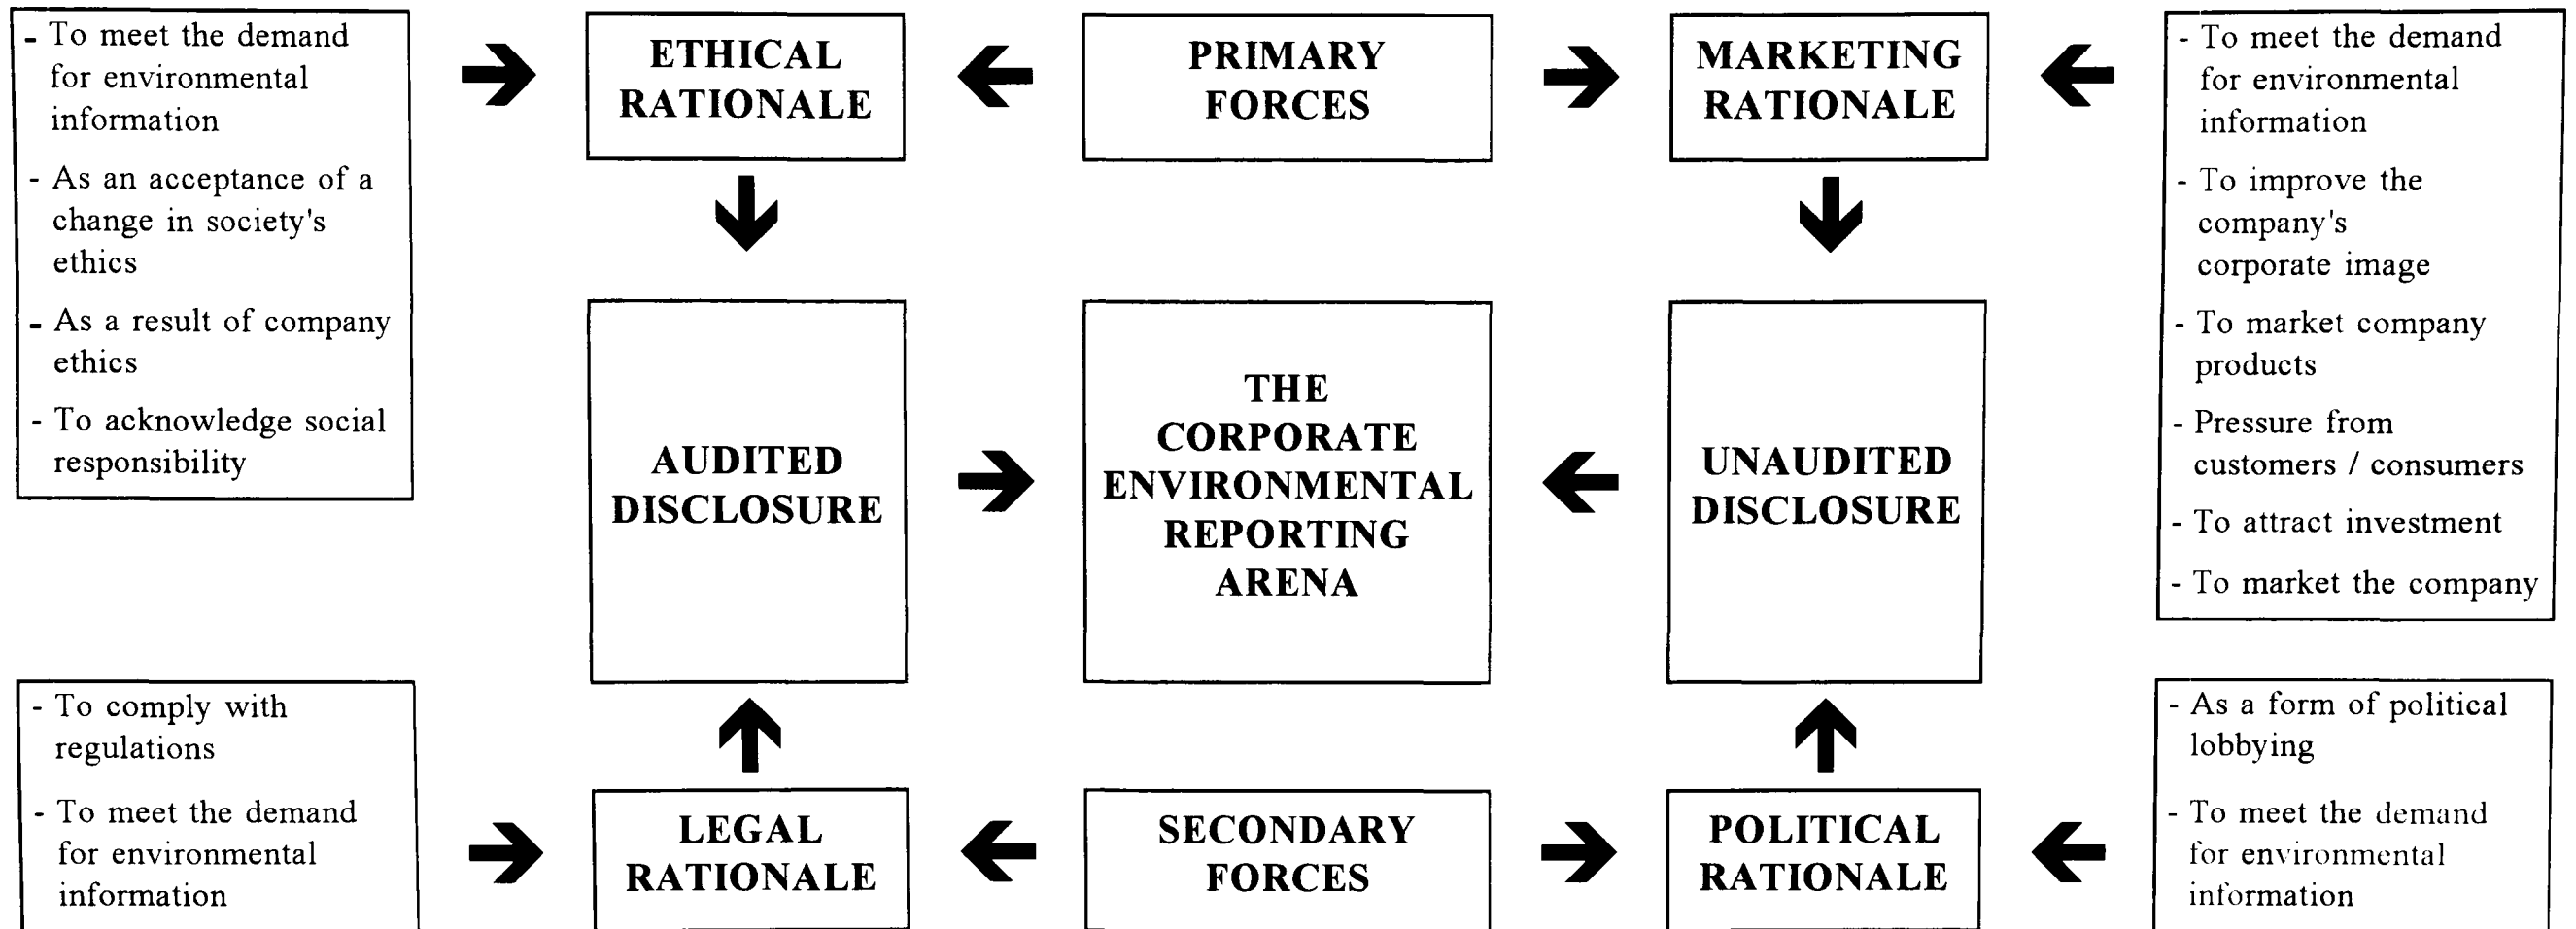 - To meet the demand
for environmental
information
- As an acceptance of a
change in society's
ethics
- As a result of company
ethics
- To acknowledge social
responsibility
ETHICAL
RATIONALE
PRIMARY
FORCES
MARKETING
RATIONALE
- To meet the demand
for environmental
information
- To improve the
company's
corporate image
- To market company
products
- Pressure from
customers / consumers
- To attract investment
- To market the company
AUDITED
DISCLOSURE
THE
CORPORATE
ENVIRONMENTAL
REPORTING
ARENA
UNAUDITED
DISCLOSURE
- To comply with
regulations
- To meet the demand
for environmental
information
LEGAL
RATIONALE
SECONDARY
FORCES
POLITICAL
RATIONALE
- As a form of political
lobbying
- To meet the demand
for environmental
information